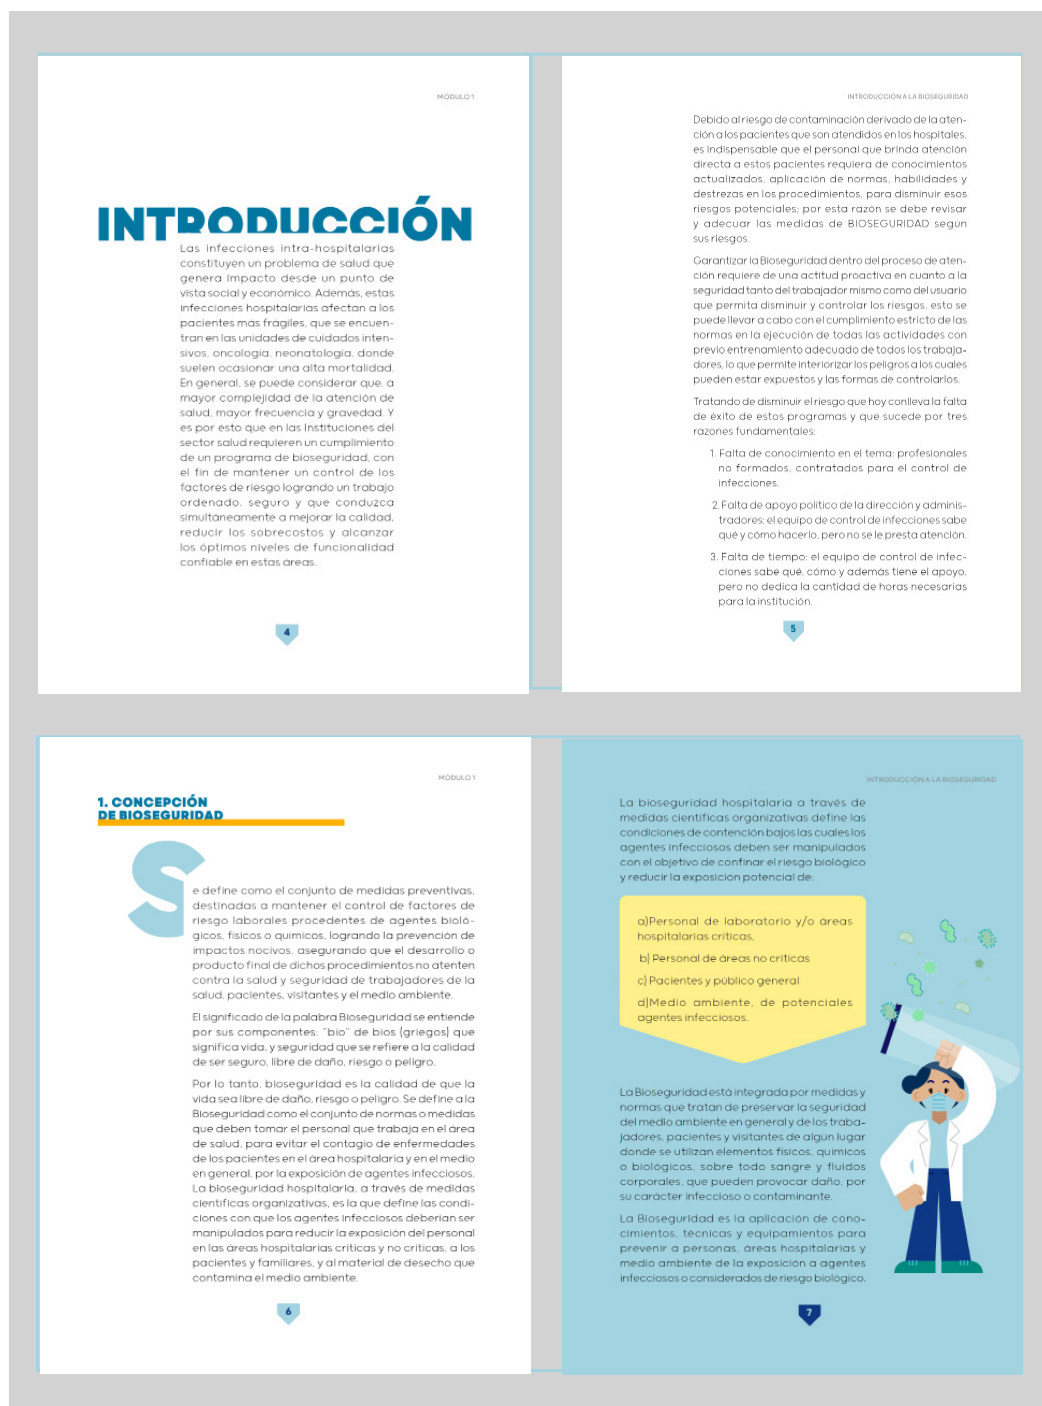 MÓDULO 1
INTRODUCCIÓN
Las infecciones intra-hospitalarias
constituyen un problema de salud que
genera impacto desde un punto de
vista social y económico. Además, estas
infecciones hospitalarias afectan a los
pacientes más frágiles, que se encuen-
tran en las unidades de cuidados inten-
sivos, oncología, neonatología, donde
suelen ocasionar una alta mortalidad.
En general, se puede considerar que, a
mayor complejidad de la atención de
salud, mayor frecuencia y gravedad. Y
es por esto que en las Instituciones del
sector salud requieren un cumplimiento
de un programa de bioseguridad, con
el fin de mantener un control de los
factores de riesgo logrando un trabajo
ordenado, seguro y que conduzca
simultáneamente a mejorar la calidad,
reducir los sobrecostos y alcanzar
los óptimos niveles de funcionalidad
confiable en estas áreas.
4
INTRODUCCIÓN A LA BIOSEGURIDAD
Debido al riesgo de contaminación derivado de la aten-
ción a los pacientes que son atendidos en los hospitales,
es indispensable que el personal que brinda atención
directa a estos pacientes requiera de conocimientos
actualizados, aplicación de normas, habilidades y
destrezas en los procedimientos, para disminuir esos
riesgos potenciales; por esta razón se debe revisar
y adecuar las medidas de BIOSEGURIDAD según
sus riesgos.
Garantizar la Bioseguridad dentro del proceso de aten-
ción requiere de una actitud proactiva en cuanto a la
seguridad tanto del trabajador mismo como del usuario
que permita disminuir y controlar los riesgos, esto se
puede llevar a cabo con el cumplimiento estricto de las
normas en la ejecución de todas las actividades con
previo entrenamiento adecuado de todos los trabaja-
dores, lo que permite interiorizar los peligros a los cuales
pueden estar expuestos y las formas de controlarlos.
Tratando de disminuir el riesgo que hoy conlleva la falta
de éxito de estos programas y que sucede por tres
razones fundamentales:
1. Falta de conocimiento en el tema: profesionales
no formados, contratados para el control de
infecciones.
2. Falta de apoyo político de la dirección y adminis-
tradores: el equipo de control de infecciones sabe
qué y cómo hacerlo, pero no se le presta atención.
3. Falta de tiempo: el equipo de control de infec-
ciones sabe qué, cómo y además tiene el apoyo,
pero no dedica la cantidad de horas necesarias
para la institución.
5
MÓDULO 1
1. CONCEPCIÓN
DE BIOSEGURIDAD
Se define como el conjunto de medidas preventivas,
destinadas a mantener el control de factores de
riesgo laborales procedentes de agentes bioló-
gicos, físicos o químicos, logrando la prevención de
impactos nocivos, asegurando que el desarrollo o
producto final de dichos procedimientos no atenten
contra la salud y seguridad de trabajadores de la
salud, pacientes, visitantes y el medio ambiente.
El significado de la palabra Bioseguridad se entiende
por sus componentes: "bio" de bios (griegos) que
significa vida, y seguridad que se refiere a la calidad
de ser seguro, libre de daño, riesgo o peligro.
Por lo tanto, bioseguridad es la calidad de que la
vida sea libre de daño, riesgo o peligro. Se define a la
Bioseguridad como el conjunto de normas o medidas
que deben tomar el personal que trabaja en el área
de salud, para evitar el contagio de enfermedades
de los pacientes en el área hospitalaria y en el medio
en general, por la exposición de agentes infecciosos.
La bioseguridad hospitalaria, a través de medidas
científicas organizativas, es la que define las condi-
ciones con que los agentes infecciosos deberían ser
manipulados para reducir la exposición del personal
en las áreas hospitalarias críticas y no críticas, a los
pacientes y familiares, y al material de desecho que
contamina el medio ambiente.
6
INTRODUCCIÓN A LA BIOSEGURIDAD
La bioseguridad hospitalaria a través de
medidas científicas organizativas define las
condiciones de contención bajos las cuales los
agentes infecciosos deben ser manipulados
con el objetivo de confinar el riesgo biológico
y reducir la exposición potencial de:
a)Personal de laboratorio y/o áreas
hospitalarias críticas,
b) Personal de áreas no críticas
c) Pacientes y público general
d)Medio ambiente, de potenciales
agentes infecciosos.
La Bioseguridad está integrada por medidas y
normas que tratan de preservar la seguridad
del medio ambiente en general y de los traba-
jadores, pacientes y visitantes de algún lugar
donde se utilizan elementos físicos, químicos
o biológicos, sobre todo sangre y fluidos
corporales, que pueden provocar daño, por
su carácter infeccioso o contaminante.
La Bioseguridad es la aplicación de cono-
cimientos, técnicas y equipamientos para
prevenir a personas, áreas hospitalarias y
medio ambiente de la exposición a agentes
infecciosos o considerados de riesgo biológico.
7